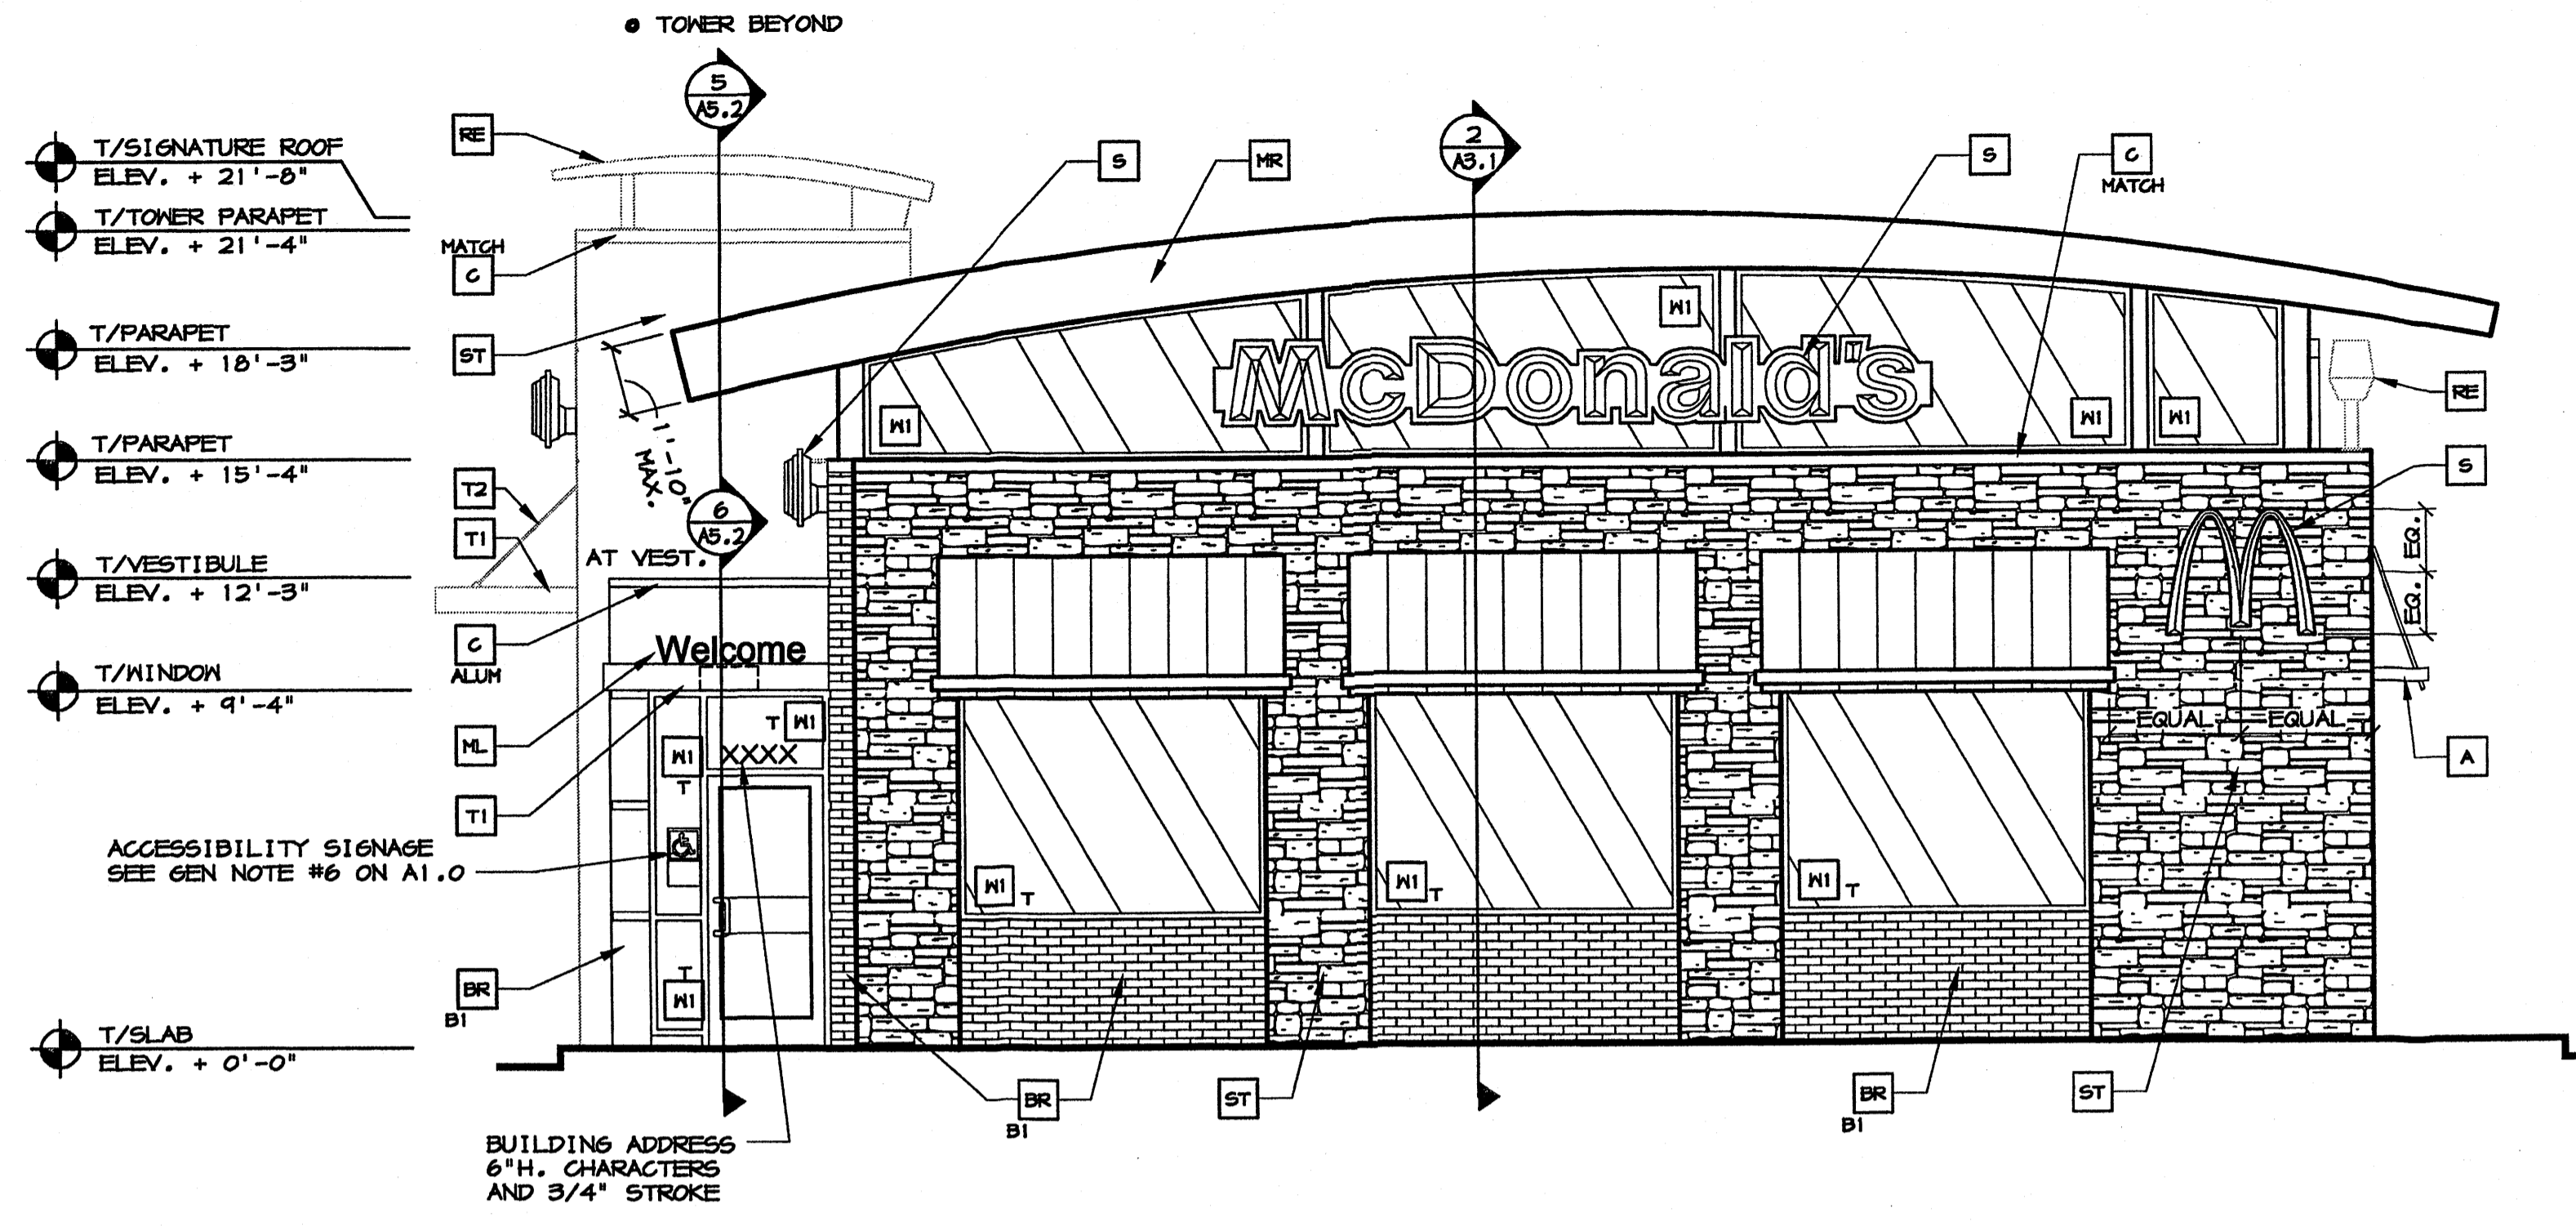 TOWER BEYOND
5
A5.2
2
A3.1
RE
S
MR
S
C
MATCH
T/SIGNATURE ROOF
ELEV. + 21'-8"
T/TOWER PARAPET
ELEV. + 21'-4"
MATCH
C
T/PARAPET
ELEV. + 18'-3"
ST
W1
McDonald's
W1
W1
W1
RE
1'-10"
MAX.
T/PARAPET
ELEV. + 15'-4"
S
T2
T1
6
A5.2
AT VEST.
EQ.
EQ.
T/VESTIBULE
ELEV. + 12'-3"
C
ALUM
Welcome
T/WINDOW
ELEV. + 9'-4"
ML
T1
T W1
XXXX
W1
T
EQUAL EQUAL
A
ACCESSIBILITY SIGNAGE
SEE GEN NOTE #6 ON A1.0
W1 T
W1 T
W1 T
BR
B1
T
W1
T/SLAB
ELEV. + 0'-0"
BR
B1
ST
BR
B1
ST
BUILDING ADDRESS
6"H. CHARACTERS
AND 3/4" STROKE